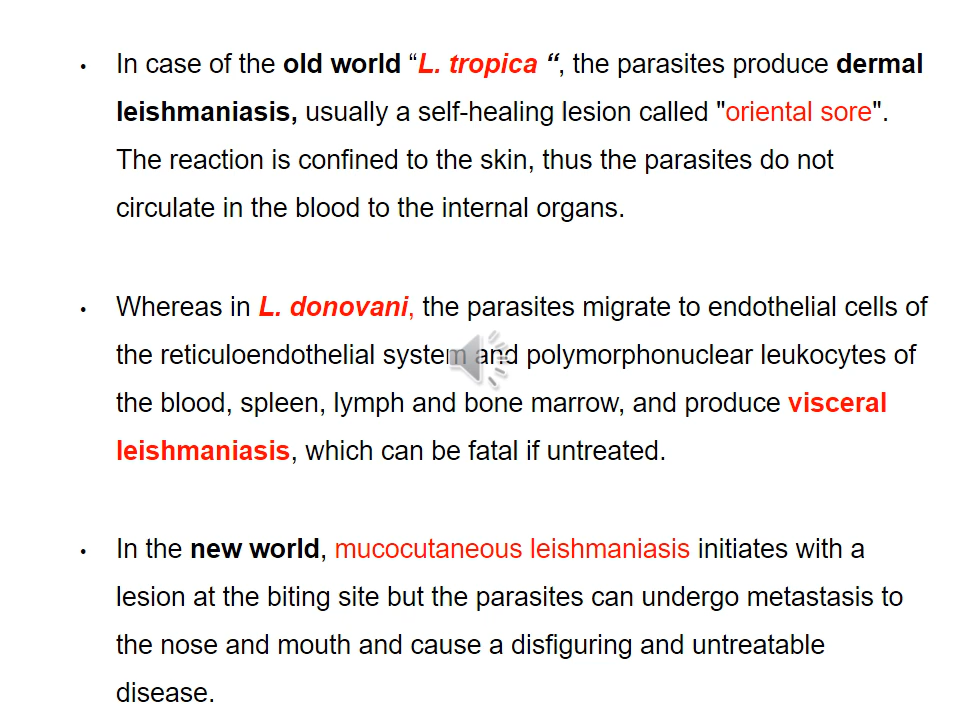 • In case of the old world “L. tropica “, the parasites produce dermal
leishmaniasis, usually a self-healing lesion called "oriental sore".
The reaction is confined to the skin, thus the parasites do not
circulate in the blood to the internal organs.
• Whereas in L. donovani, the parasites migrate to endothelial cells of
the reticuloendothelial system and polymorphonuclear leukocytes of
the blood, spleen, lymph and bone marrow, and produce visceral
leishmaniasis, which can be fatal if untreated.
• In the new world, mucocutaneous leishmaniasis initiates with a
lesion at the biting site but the parasites can undergo metastasis to
the nose and mouth and cause a disfiguring and untreatable
disease.